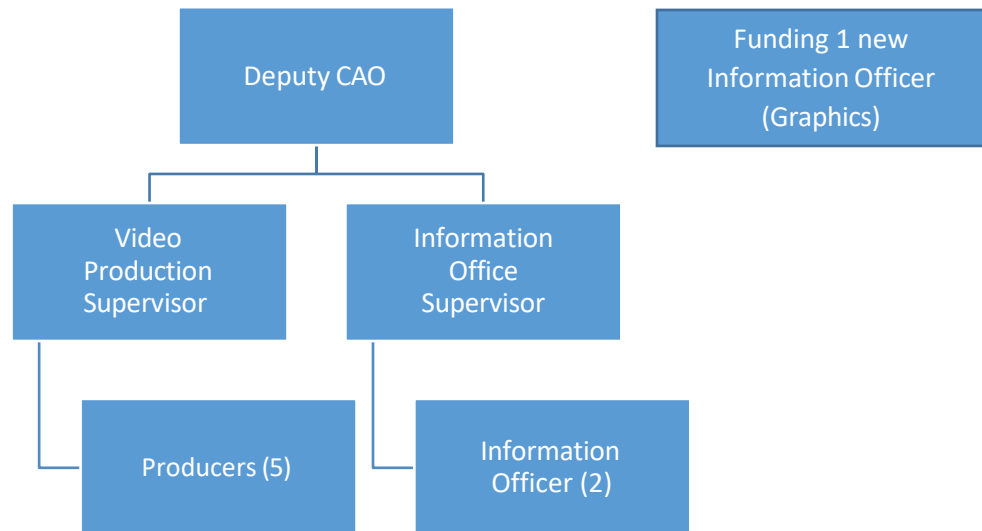 Deputy CAO
Funding 1 new
Information Officer
(Graphics)
Video
Production
Supervisor
Information
Office
Supervisor
Producers (5)
Information
Officer (2)